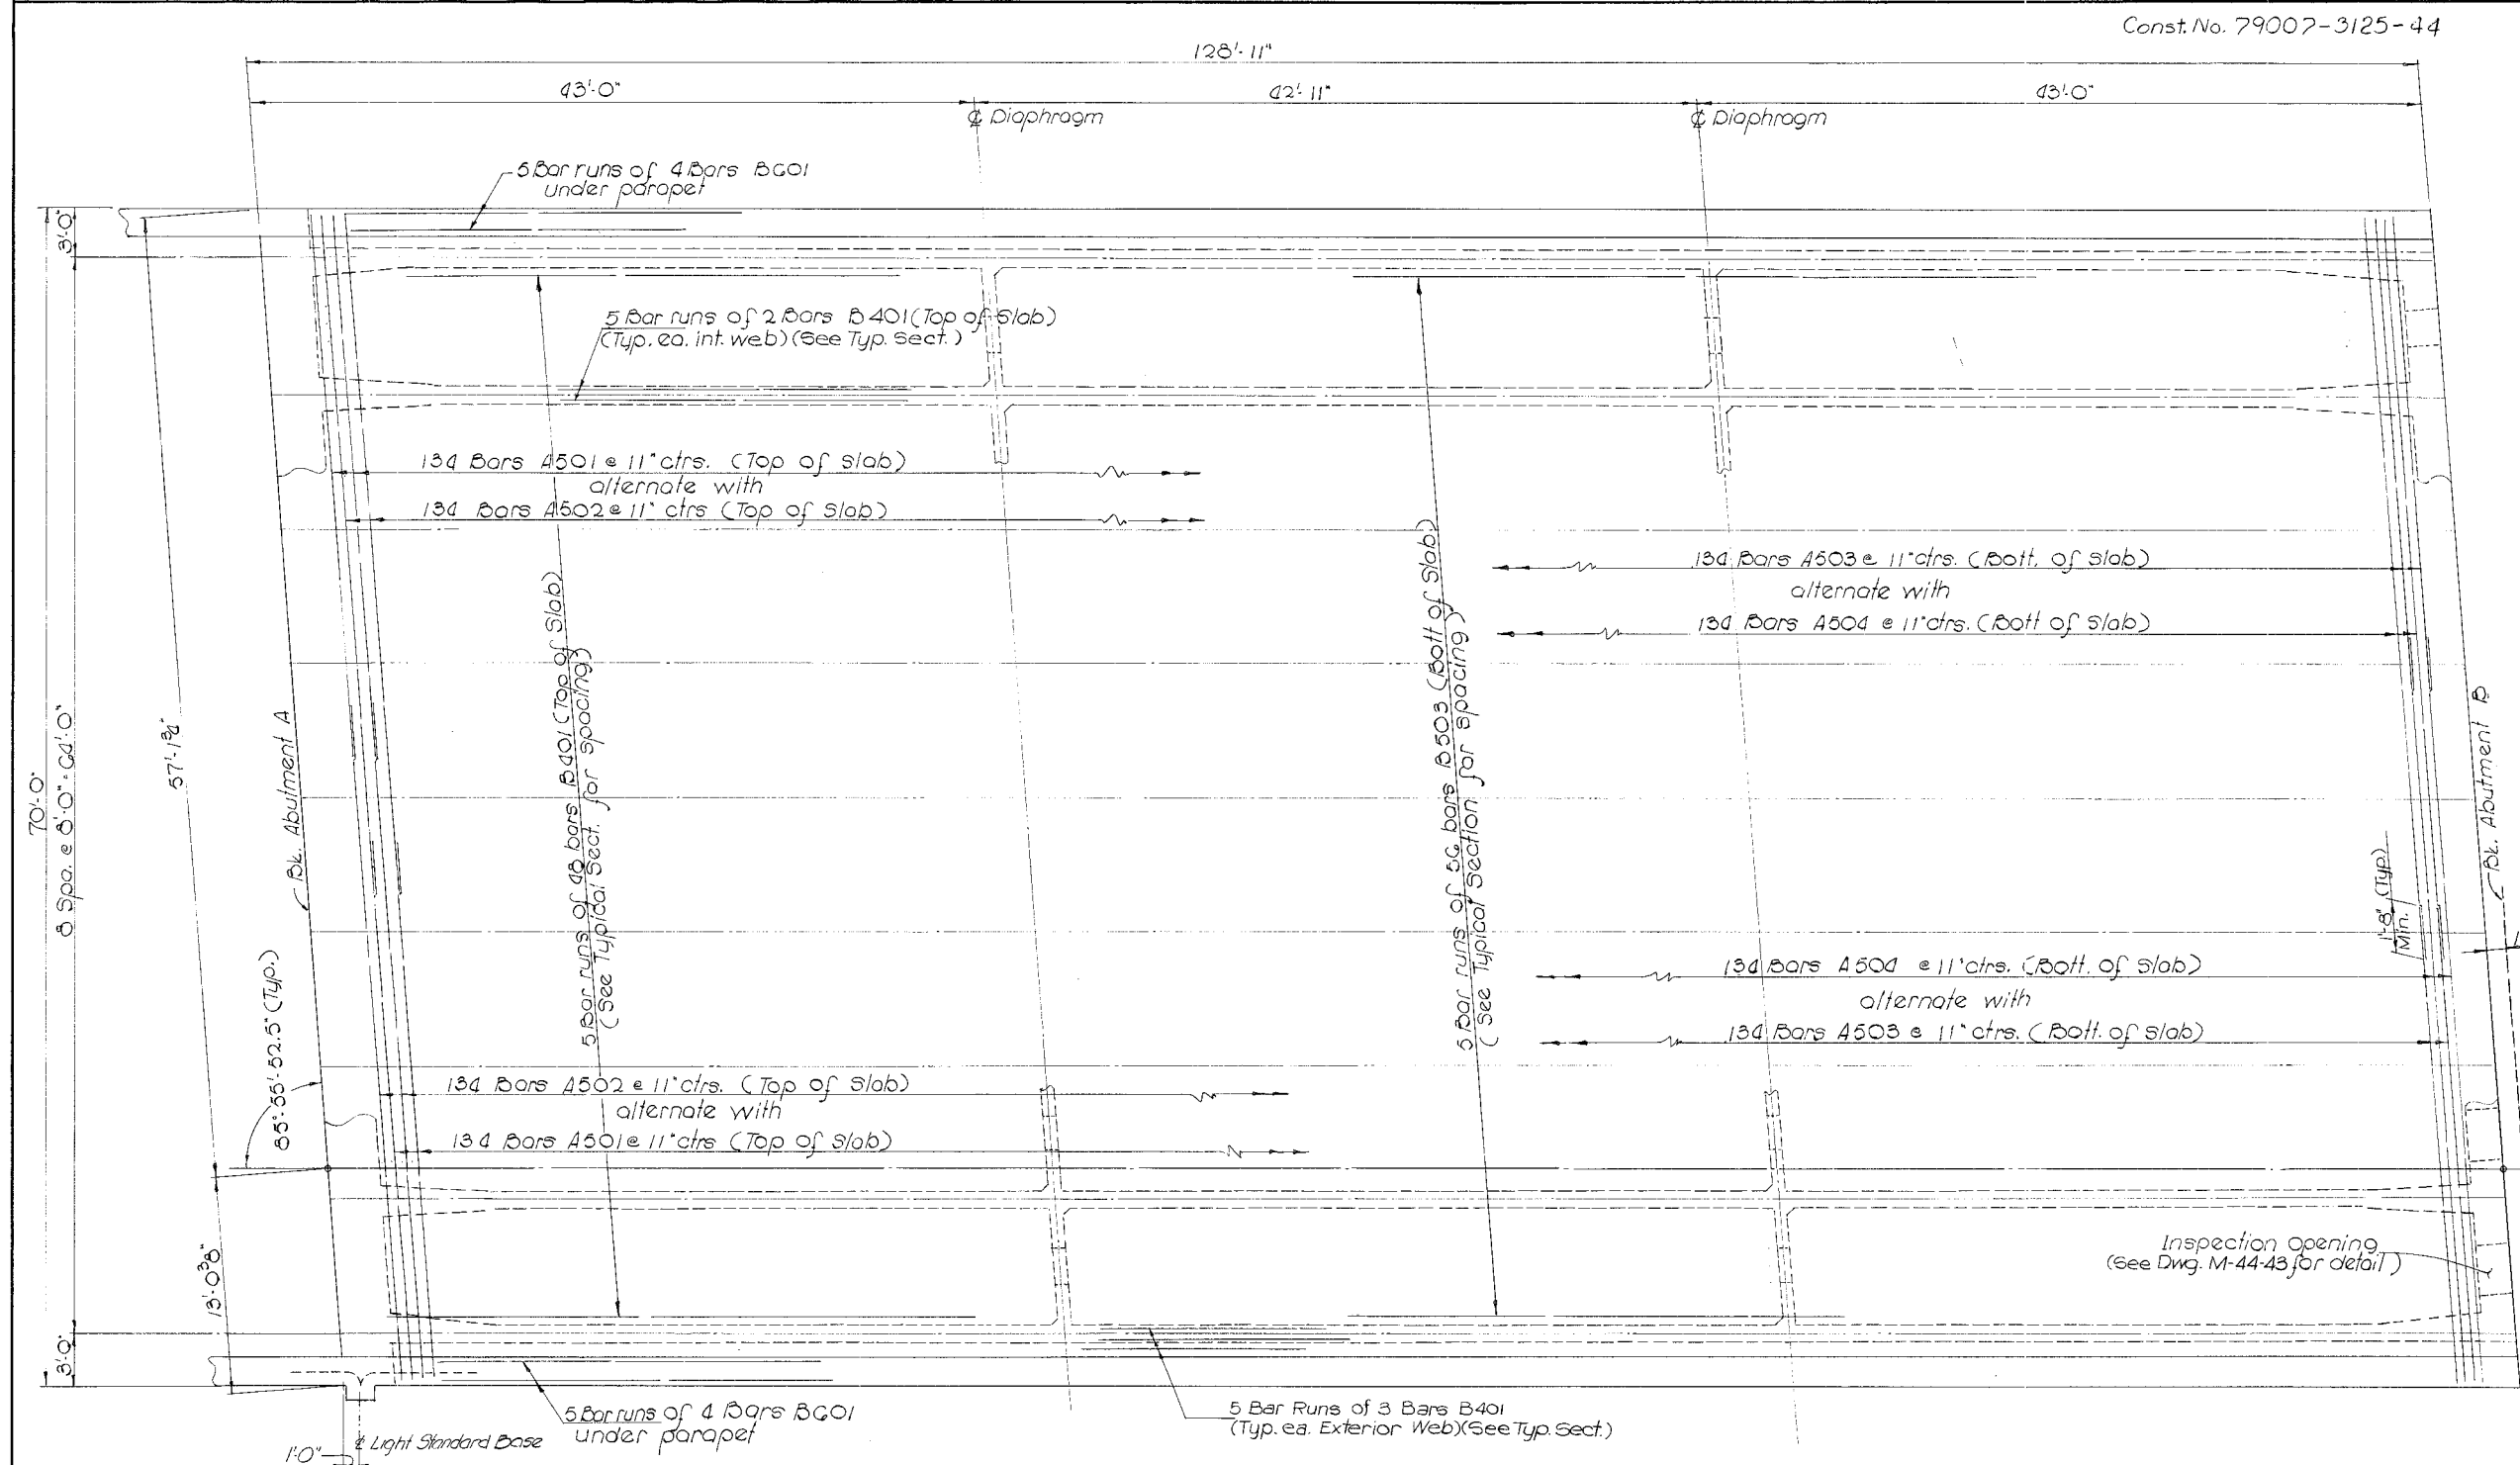 Const. No. 79007-3125-44
128'-11"
43'-0"
42'-11"
43'-0"
℄ Diaphragm
℄ Diaphragm
5 Bar runs of 4 Bars B601
under parapet
3'-0"
5 Bar runs of 2 Bars B401 (Top of Slab)
(Typ. ea. int. web) (See Typ. Sect.)
134 Bars A501 @ 11" ctrs. (Top of Slab)
alternate with
134 Bars A502 @ 11" ctrs (Top of Slab)
134 Bars A503 @ 11" ctrs. (Bott. of Slab)
alternate with
134 Bars A504 @ 11" ctrs. (Bott of Slab)
5 Bar runs of 48 bars B401 (Top of Slab)
(See Typical Sect. for spacing)
5 Bar runs of 56 bars B503 (Bott of Slab)
(See Typical Section for spacing)
70'-0"
8 Spa. @ 8'-0" = 64'-0"
57'-1¾"
Bk. Abutment A
Bk. Abutment B
1'-8" (Typ)
Min.
85°-55'-52.5" (Typ.)
134 Bars A504 @ 11" ctrs. (Bott. of Slab)
alternate with
134 Bars A503 @ 11" ctrs. (Bott. of Slab)
134 Bars A502 @ 11" ctrs. (Top of Slab)
alternate with
134 Bars A501 @ 11" ctrs (Top of Slab)
13'-0⅜"
Inspection Opening
(See Dwg. M-44-43 for detail)
3'-0"
5 Bar runs of 4 Bars B601
under parapet
5 Bar Runs of 3 Bars B401
(Typ. ea. Exterior Web)(See Typ. Sect.)
1'-0"
℄ Light Standard Base